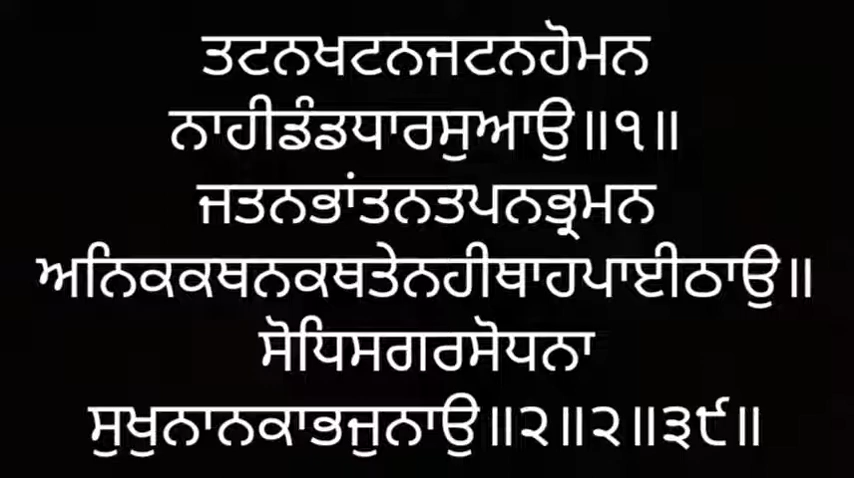 ਤਟਨਖਟਨਜਟਨਹੋਮਨ
ਨਾਹੀਡੰਡਧਾਰਸੁਆਉ॥੧॥
ਜਤਨਭਾਂਤਨਤਪਨਭ੍ਰਮਨ
ਅਨਿਕਕਥਨਕਥਤੇਨਹੀਥਾਹਪਾਈਠਾਉ॥
ਸੋਧਿਸਗਰਸੋਧਨਾ
ਸੁਖੁਨਾਨਕਾਭਜੁਨਾਉ॥੨॥੨॥੩੯॥